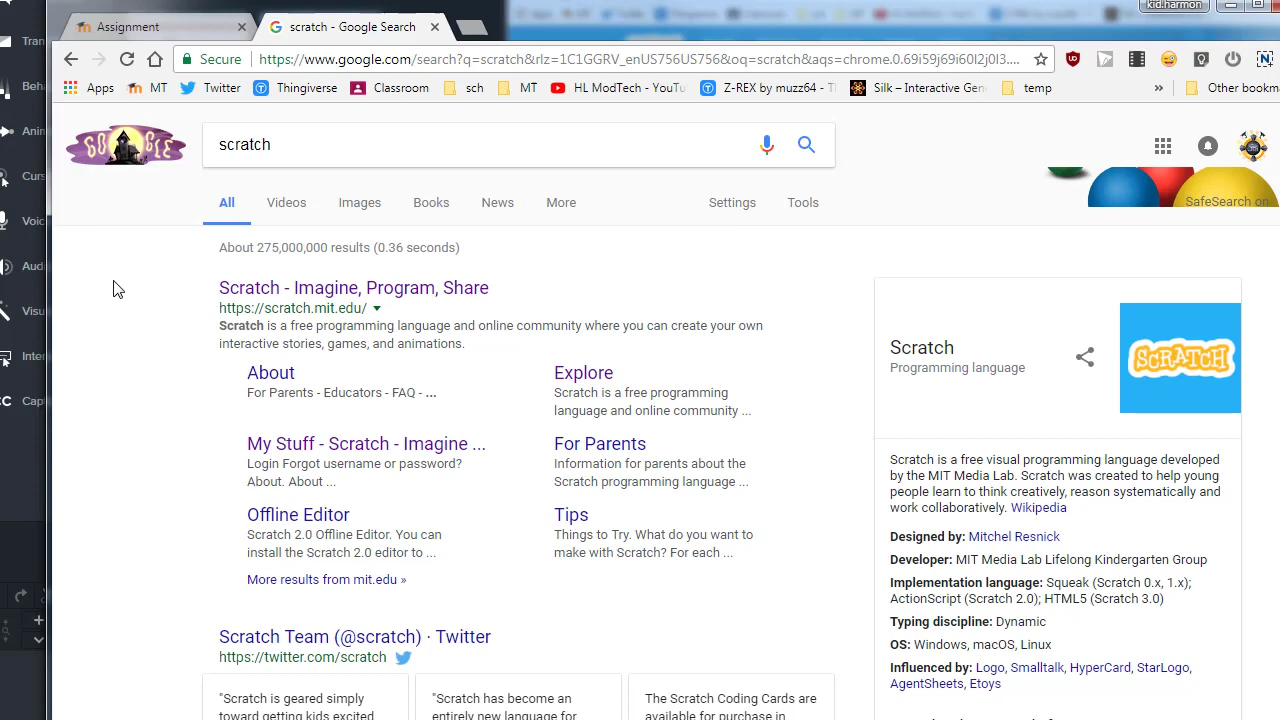 kid.harmon
Assignment
scratch - Google Search
Secure
https://www.google.com/search?q=scratch&rlz=1C1GGRV_enUS756US756&oq=scratch&aqs=chrome.0.69i59j69i60l2j0l3....
Apps
MT
Twitter
Thingiverse
Classroom
sch
MT
HL ModTech - YouTu
Z-REX by muzz64 - T
Silk – Interactive Gen
temp
»
Other bookm
Tran
Beha
Anin
Curs
Voic
Audi
Visu
Inter
CC Capt
GOOGLE
scratch
All
Videos
Images
Books
News
More
Settings
Tools
SafeSearch on
About 275,000,000 results (0.36 seconds)
Scratch - Imagine, Program, Share
https://scratch.mit.edu/
Scratch is a free programming language and online community where you can create your own
interactive stories, games, and animations.
About
For Parents - Educators - FAQ - ...
Explore
Scratch is a free programming
language and online community ...
My Stuff - Scratch - Imagine ...
Login Forgot username or password?
About. About ...
For Parents
Information for parents about the
Scratch programming language ...
Offline Editor
Scratch 2.0 Offline Editor. You can
install the Scratch 2.0 editor to ...
Tips
Things to Try. What do you want to
make with Scratch? For each ...
More results from mit.edu »
Scratch Team (@scratch) · Twitter
https://twitter.com/scratch
"Scratch is geared simply
toward getting kids excited
"Scratch has become an
entirely new language for
The Scratch Coding Cards are
available for purchase in
Scratch
Programming language
SCRATCH
Scratch is a free visual programming language developed
by the MIT Media Lab. Scratch was created to help young
people learn to think creatively, reason systematically and
work collaboratively. Wikipedia
Designed by: Mitchel Resnick
Developer: MIT Media Lab Lifelong Kindergarten Group
Implementation language: Squeak (Scratch 0.x, 1.x);
ActionScript (Scratch 2.0); HTML5 (Scratch 3.0)
Typing discipline: Dynamic
OS: Windows, macOS, Linux
Influenced by: Logo, Smalltalk, HyperCard, StarLogo,
AgentSheets, Etoys